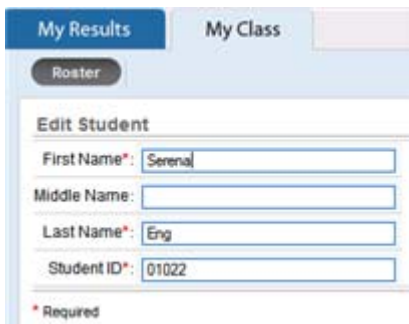 My Results My Class
Roster
Edit Student
First Name*: Serena
Middle Name:
Last Name*: Eng
Student ID*: 01022
* Required